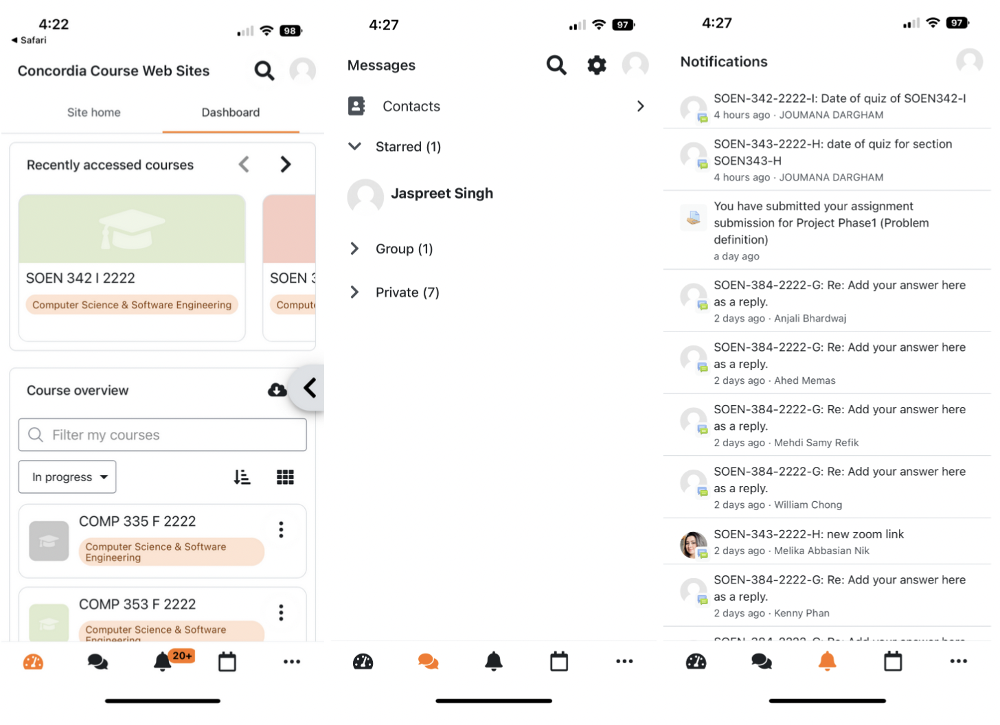 4:22
98
◀ Safari
Concordia Course Web Sites
Site home
Dashboard
Recently accessed courses
SOEN 342 I 2222
Computer Science & Software Engineering
SOEN
Course overview
Filter my courses
In progress
COMP 335 F 2222
Computer Science & Software
Engineering
COMP 353 F 2222
Computer Science & Software
Engineering
20+
4:27
97
Messages
Contacts
Starred (1)
Jaspreet Singh
Group (1)
Private (7)
4:27
97
Notifications
SOEN-342-2222-I: Date of quiz of SOEN342-I
4 hours ago · JOUMANA DARGHAM
SOEN-343-2222-H: date of quiz for section
SOEN343-H
4 hours ago · JOUMANA DARGHAM
You have submitted your assignment
submission for Project Phase1 (Problem
definition)
a day ago
SOEN-384-2222-G: Re: Add your answer here
as a reply.
2 days ago · Anjali Bhardwaj
SOEN-384-2222-G: Re: Add your answer here
as a reply.
2 days ago · Ahed Memas
SOEN-384-2222-G: Re: Add your answer here
as a reply.
2 days ago · Mehdi Samy Refik
SOEN-384-2222-G: Re: Add your answer here
as a reply.
2 days ago · William Chong
SOEN-343-2222-H: new zoom link
2 days ago · Melika Abbasian Nik
SOEN-384-2222-G: Re: Add your answer here
as a reply.
2 days ago · Kenny Phan
SOEN-384-2222-G: Re: Add your answer here